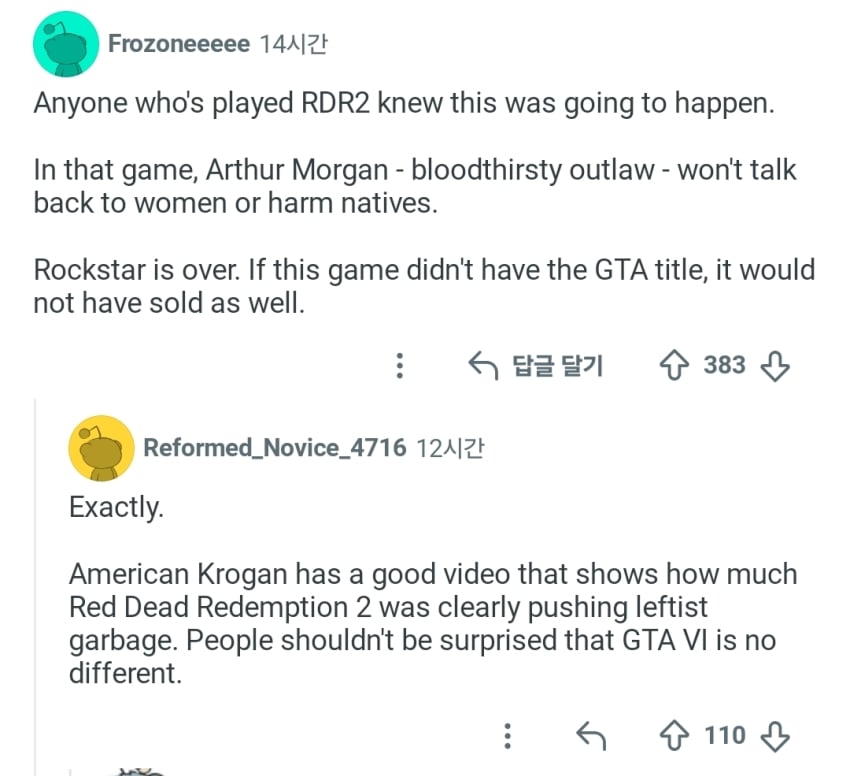 Frozoneeeee 14시간
Anyone who's played RDR2 knew this was going to happen.
In that game, Arthur Morgan - bloodthirsty outlaw - won't talk
back to women or harm natives.
Rockstar is over. If this game didn't have the GTA title, it would
not have sold as well.
답글 달기 383
Reformed_Novice_4716 12시간
Exactly.
American Krogan has a good video that shows how much
Red Dead Redemption 2 was clearly pushing leftist
garbage. People shouldn't be surprised that GTA VI is no
different.
110